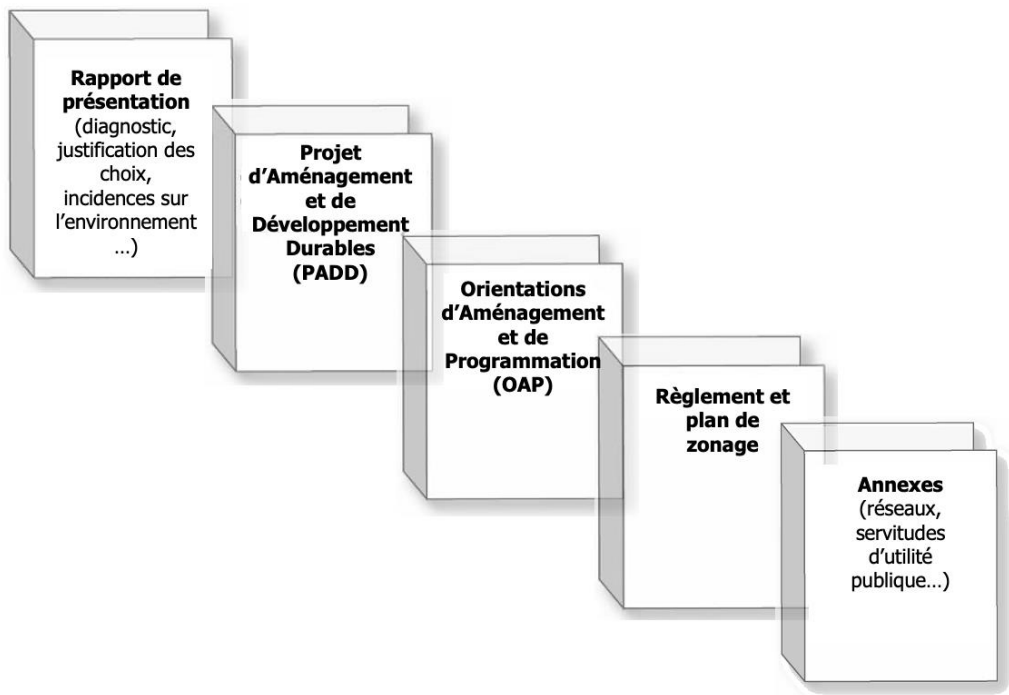 Rapport de
présentation
(diagnostic,
justification des
choix,
incidences sur
l’environnement
…)
Projet
d’Aménagement
et de
Développement
Durables
(PADD)
Orientations
d’Aménagement
et de
Programmation
(OAP)
Règlement et
plan de
zonage
Annexes
(réseaux,
servitudes
d’utilité
publique…)